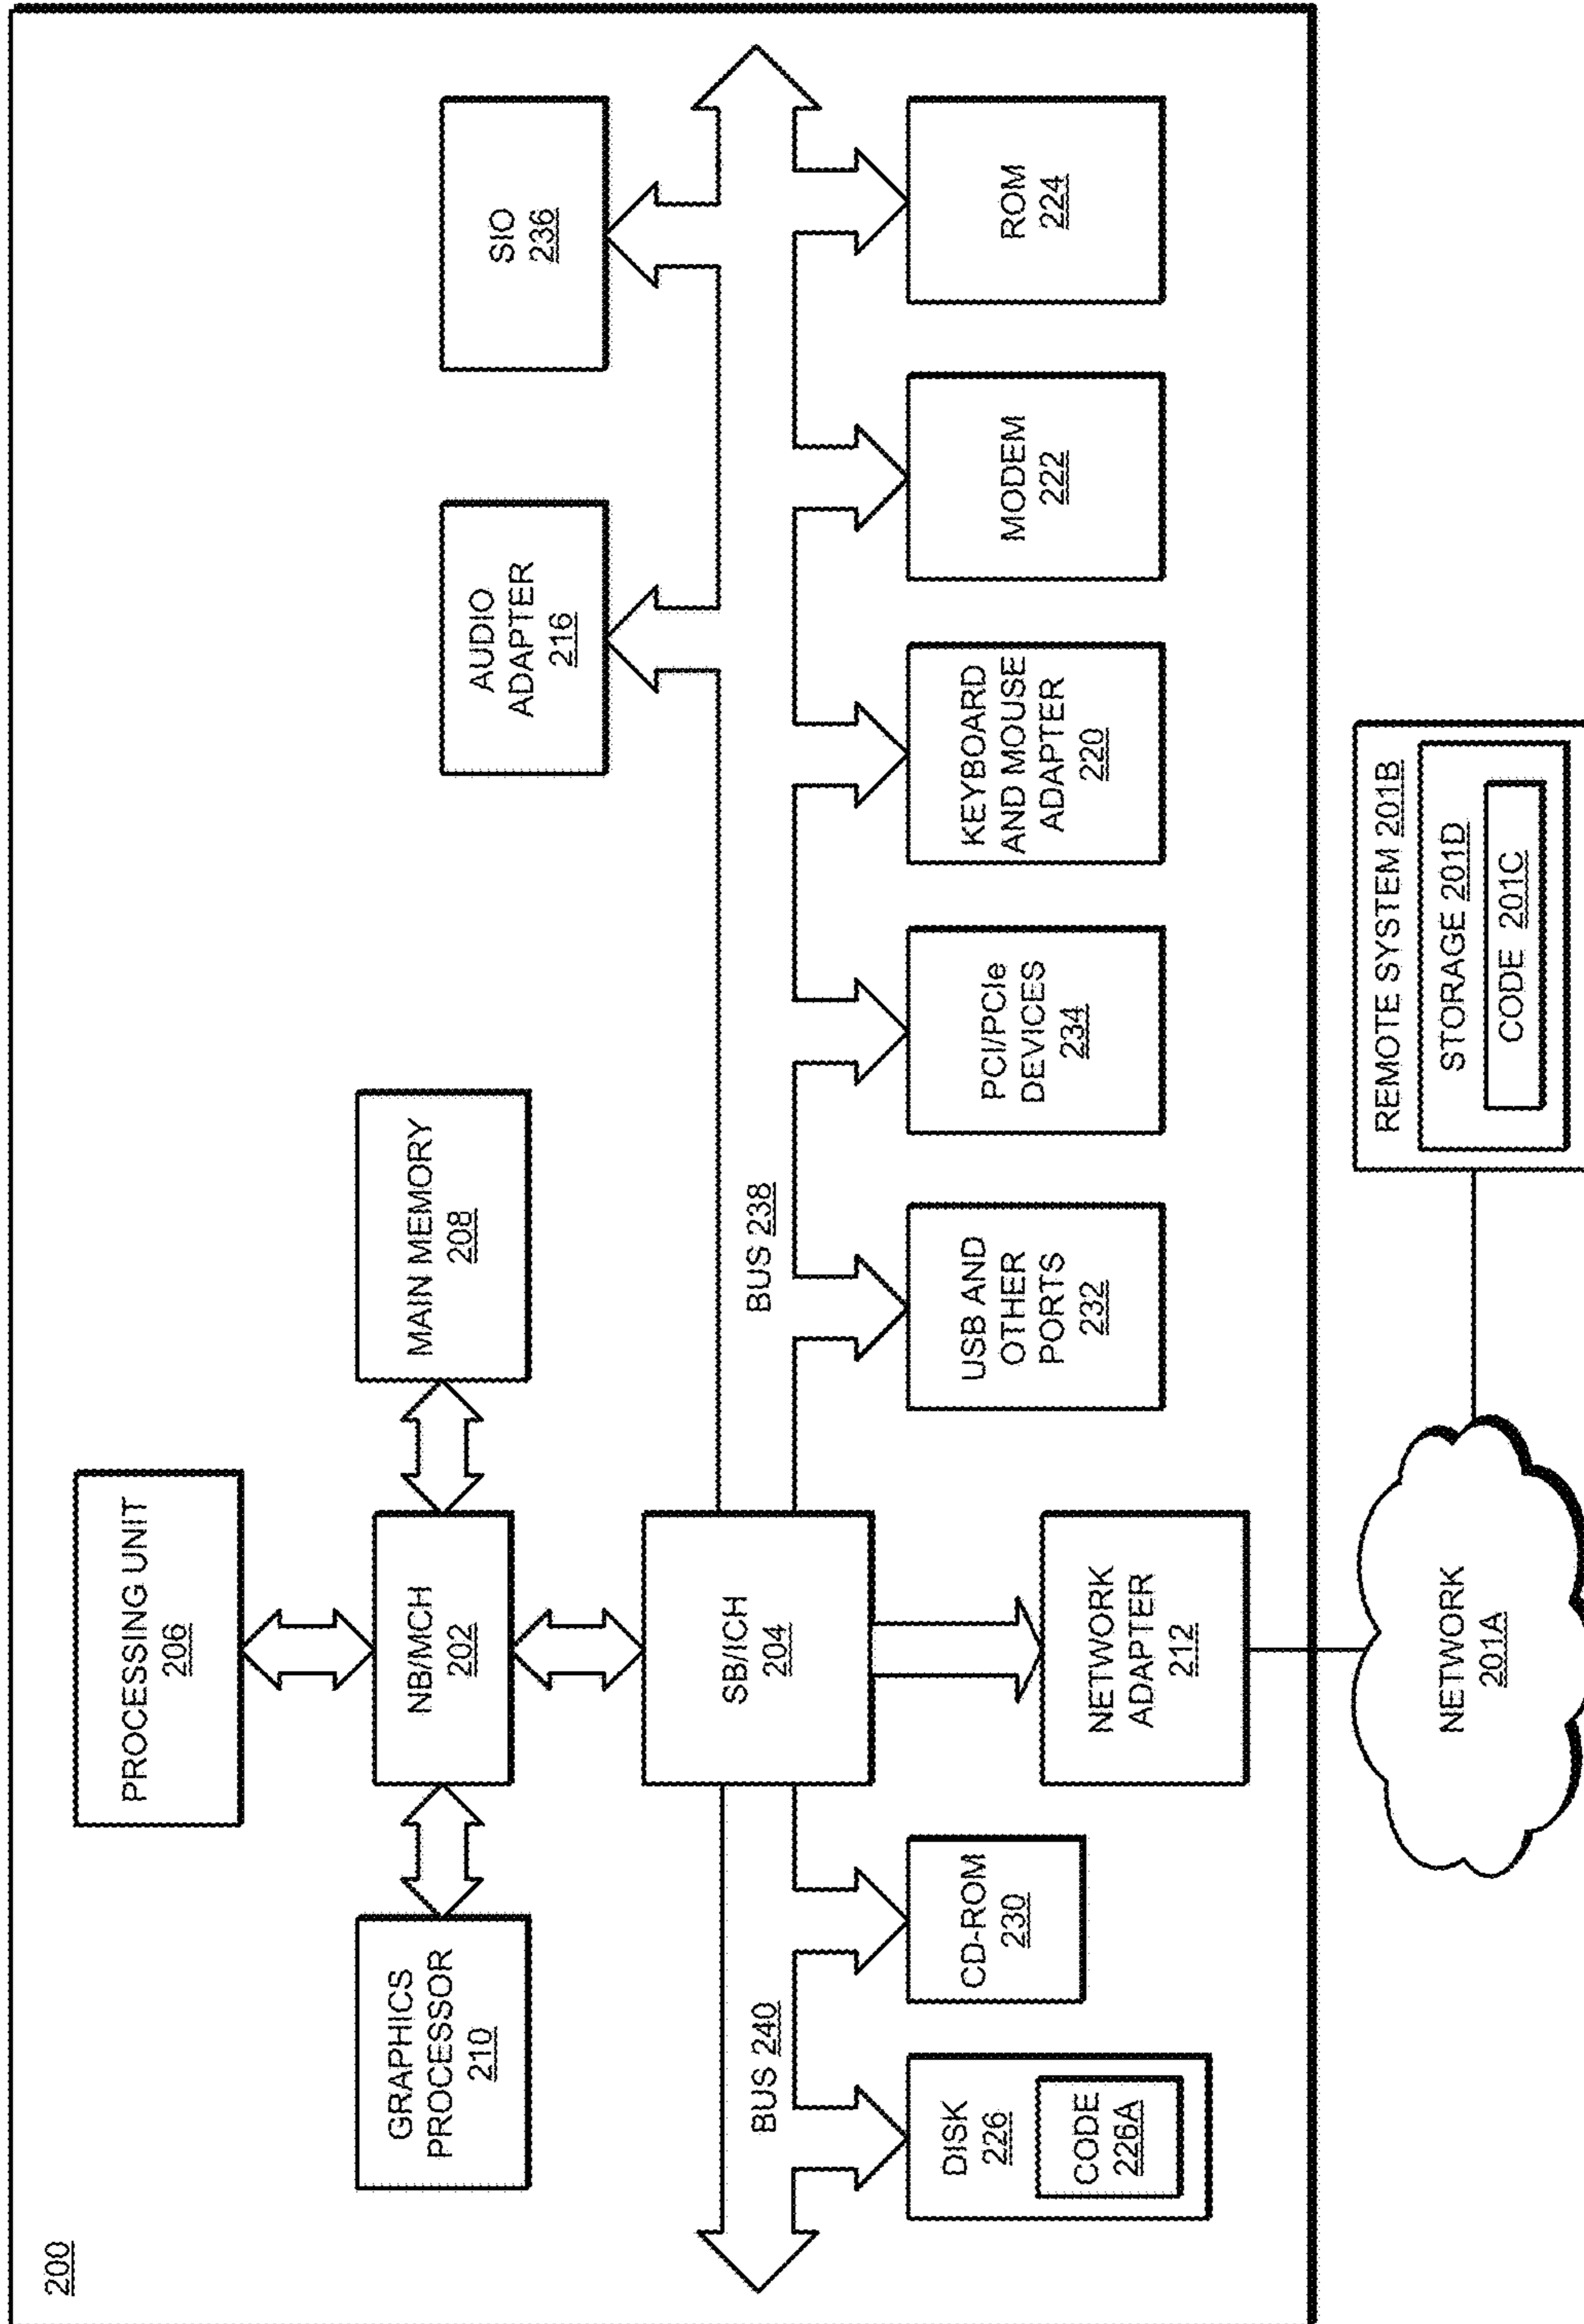 200
PROCESSING UNIT
206
GRAPHICS
PROCESSOR
210
NB/MCH
202
MAIN MEMORY
208
AUDIO
ADAPTER
216
SIO
236
SB/ICH
204
BUS 240
BUS 238
DISK
226
CODE
226A
CD-ROM
230
USB AND
OTHER
PORTS
232
PCI/PCIe
DEVICES
234
KEYBOARD
AND MOUSE
ADAPTER
220
MODEM
222
ROM
224
NETWORK
ADAPTER
212
NETWORK
201A
REMOTE SYSTEM 201B
STORAGE 201D
CODE 201C